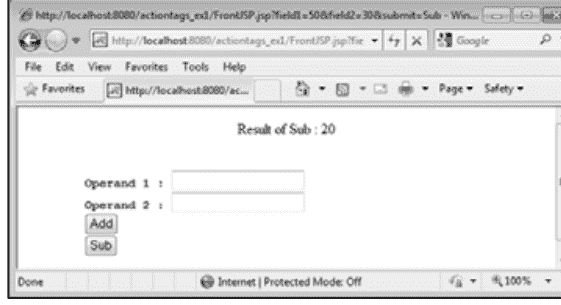 http://localhost:8080/actiontags_ex1/FrontJSP.jsp?field1=50&field2=30&submit=Sub - Win...
http://localhost:8080/actiontags_ex1/FrontJSP.jsp?fie
Google
File Edit View Favorites Tools Help
Favorites http://localhost:8080/ac... Page Safety
Result of Sub : 20
Operand 1 :
Operand 2 :
Add
Sub
Done Internet | Protected Mode: Off 100%